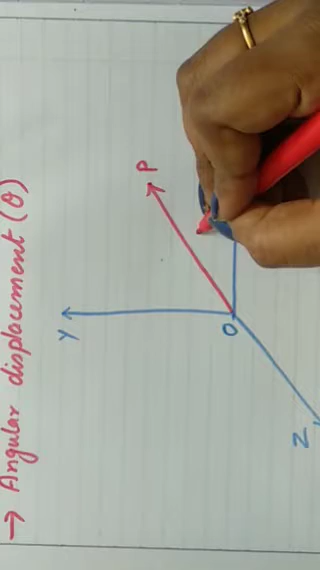 → Angular displacement (θ)
Y
P
O
Z